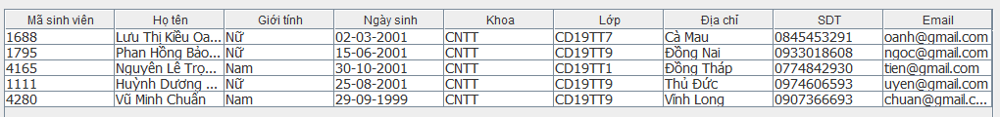 Mã sinh viên Họ tên Giới tính Ngày sinh Khoa Lớp Địa chỉ SDT Email
1688 Lưu Thị Kiều Oa... Nữ 02-03-2001 CNTT CD19TT7 Cà Mau 0845453291 oanh@gmail.com
1795 Phan Hồng Bảo... Nữ 15-06-2001 CNTT CD19TT9 Đồng Nai 0933018608 ngoc@gmail.com
4165 Nguyên Lê Trọ... Nam 30-10-2001 CNTT CD19TT1 Đồng Tháp 0774842930 tien@gmail.com
1111 Huỳnh Dương ... Nữ 25-08-2001 CNTT CD19TT9 Thủ Đức 0974606593 uyen@gmail.com
4280 Vũ Minh Chuẩn Nam 29-09-1999 CNTT CD19TT9 Vĩnh Long 0907366693 chuan@gmail.c...